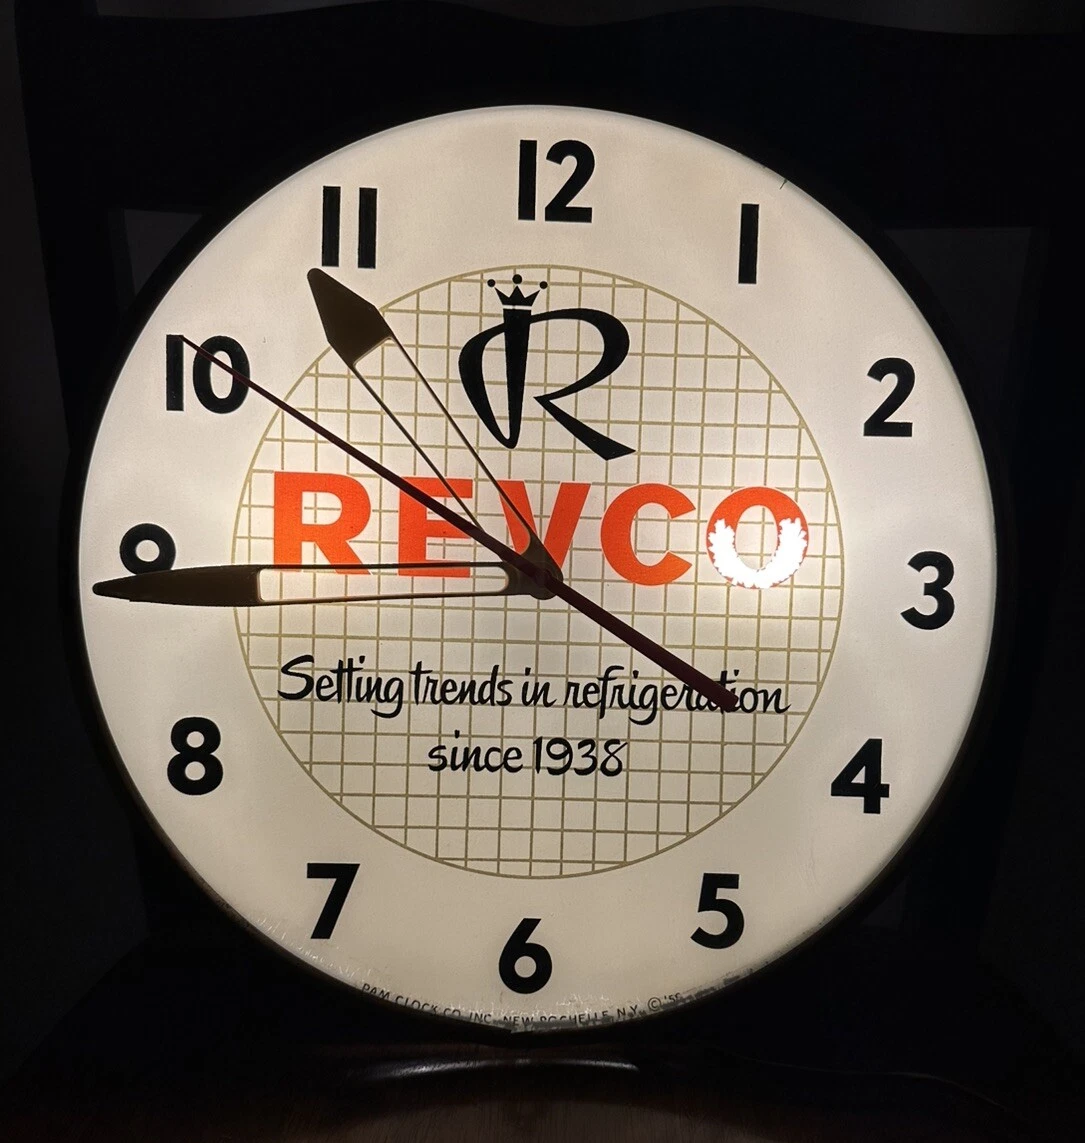 12
11
1
10
2
R
REVCO
9
3
Setting trends in refrigeration
since 1938
8
4
7
5
6
PAM CLOCK CO. INC. NEW ROCHELLE, N.Y. ©